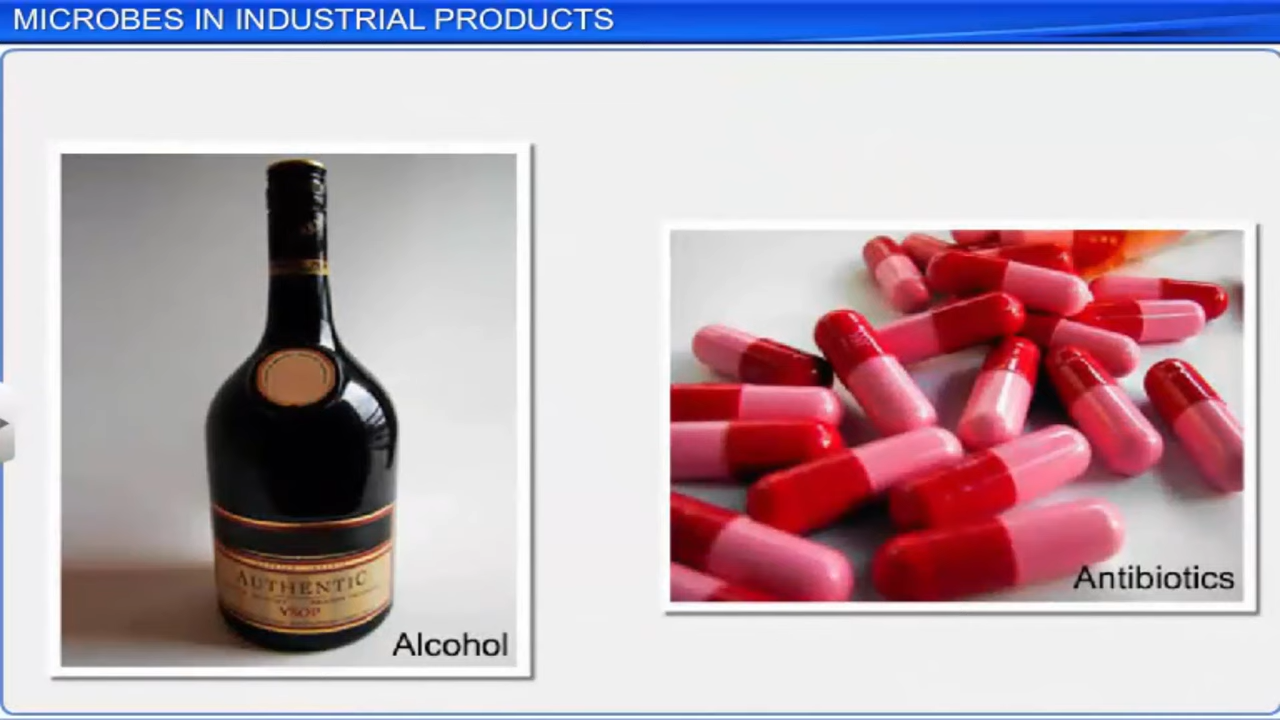 MICROBES IN INDUSTRIAL PRODUCTS
AUTHENTIC
VSOP
Alcohol
Antibiotics